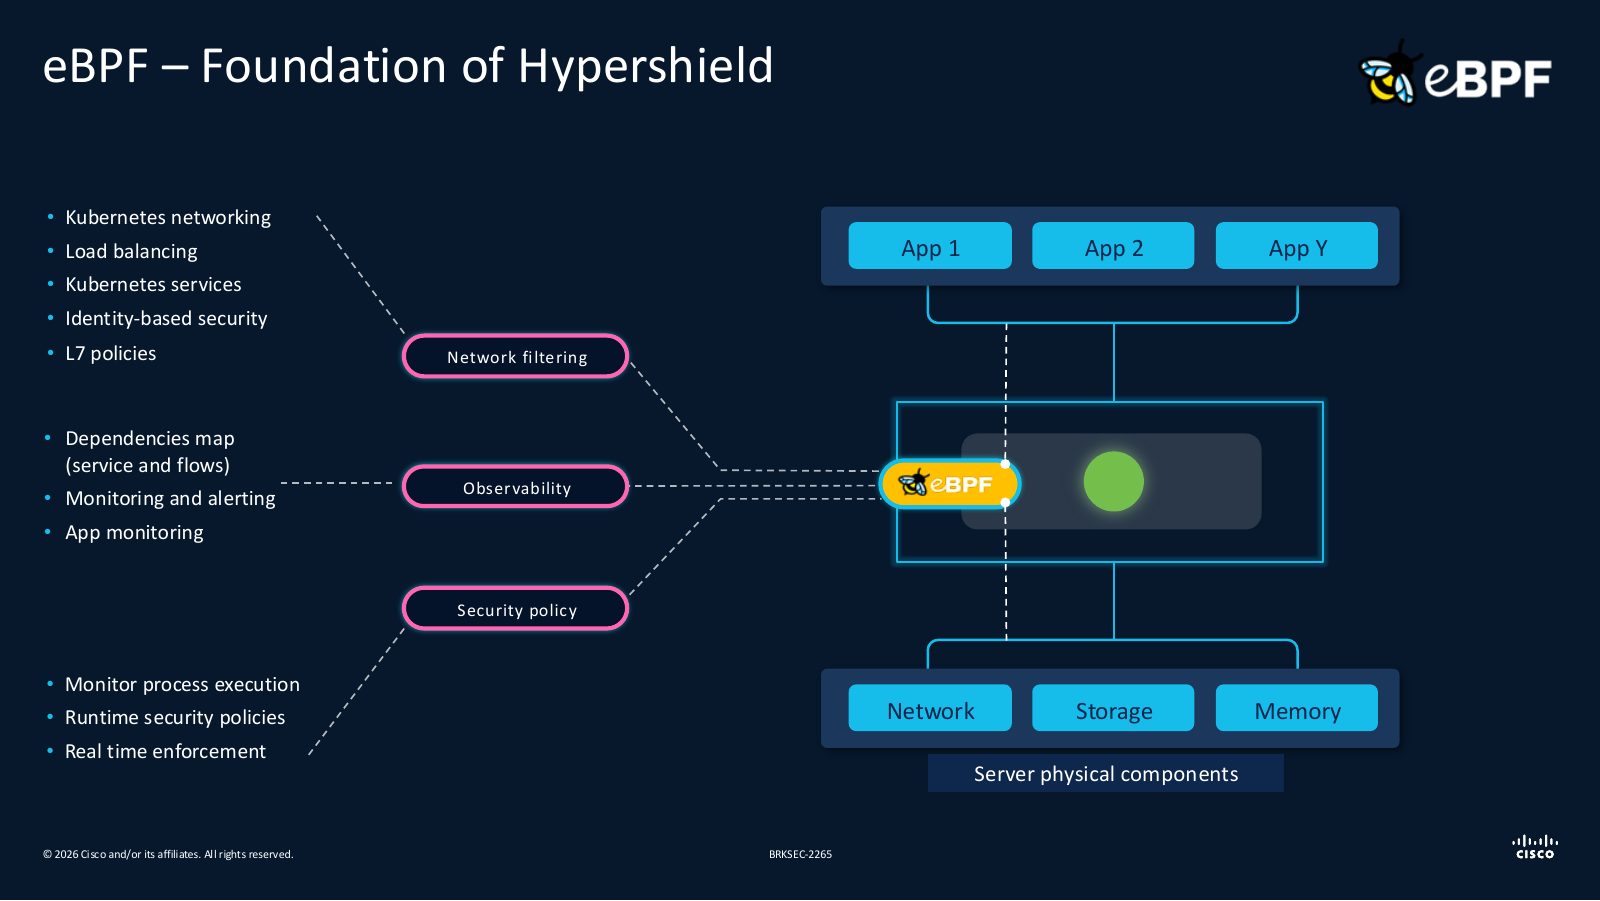 eBPF – Foundation of Hypershield
eBPF
• Kubernetes networking
• Load balancing
• Kubernetes services
• Identity-based security
• L7 policies
• Dependencies map
(service and flows)
• Monitoring and alerting
• App monitoring
• Monitor process execution
• Runtime security policies
• Real time enforcement
Network filtering
Observability
Security policy
App 1
App 2
App Y
eBPF
Network
Storage
Memory
Server physical components
© 2026 Cisco and/or its affiliates. All rights reserved.
BRKSEC-2265
CISCO